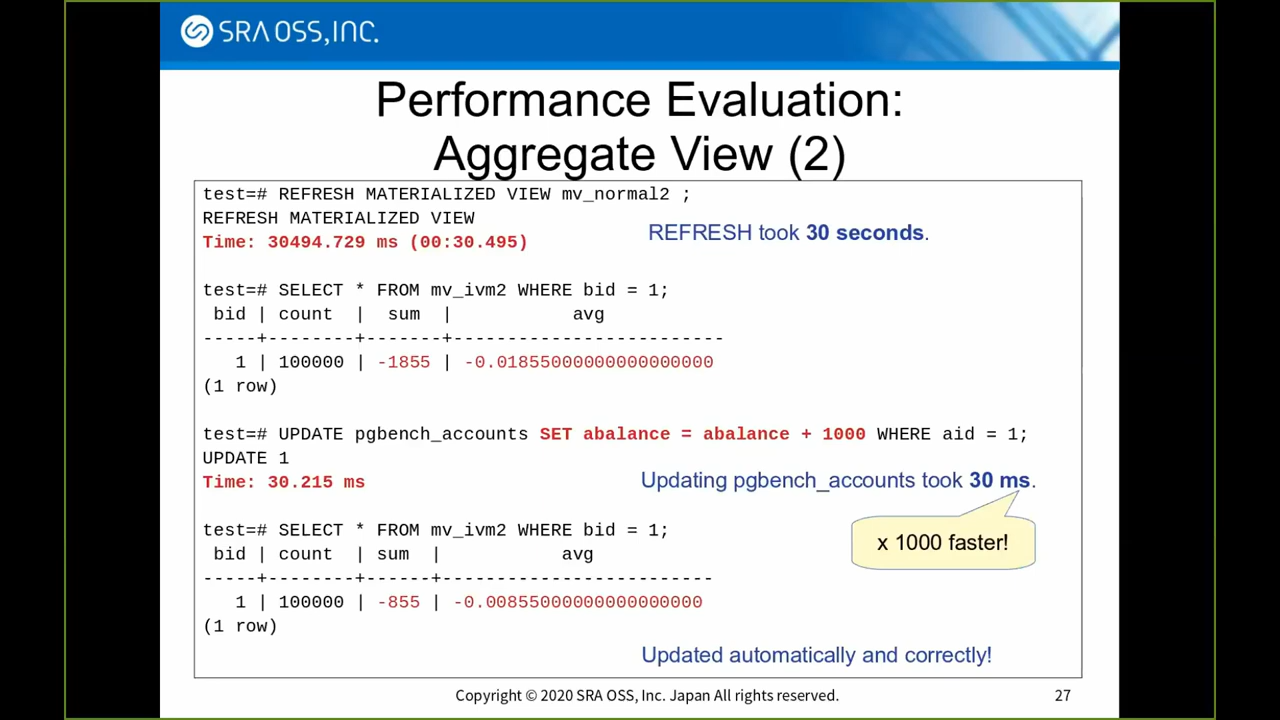 SRA OSS, INC.
Performance Evaluation:
Aggregate View (2)
test=# REFRESH MATERIALIZED VIEW mv_normal2 ;
REFRESH MATERIALIZED VIEW
Time: 30494.729 ms (00:30.495)
REFRESH took 30 seconds.
test=# SELECT * FROM mv_ivm2 WHERE bid = 1;
bid | count | sum | avg
-----+--------+-------+-------------------------
1 | 100000 | -1855 | -0.01855000000000000000
(1 row)
test=# UPDATE pgbench_accounts SET abalance = abalance + 1000 WHERE aid = 1;
UPDATE 1
Time: 30.215 ms
Updating pgbench_accounts took 30 ms.
x 1000 faster!
test=# SELECT * FROM mv_ivm2 WHERE bid = 1;
bid | count | sum | avg
-----+--------+------+-------------------------
1 | 100000 | -855 | -0.00855000000000000000
(1 row)
Updated automatically and correctly!
Copyright © 2020 SRA OSS, Inc. Japan All rights reserved.
27